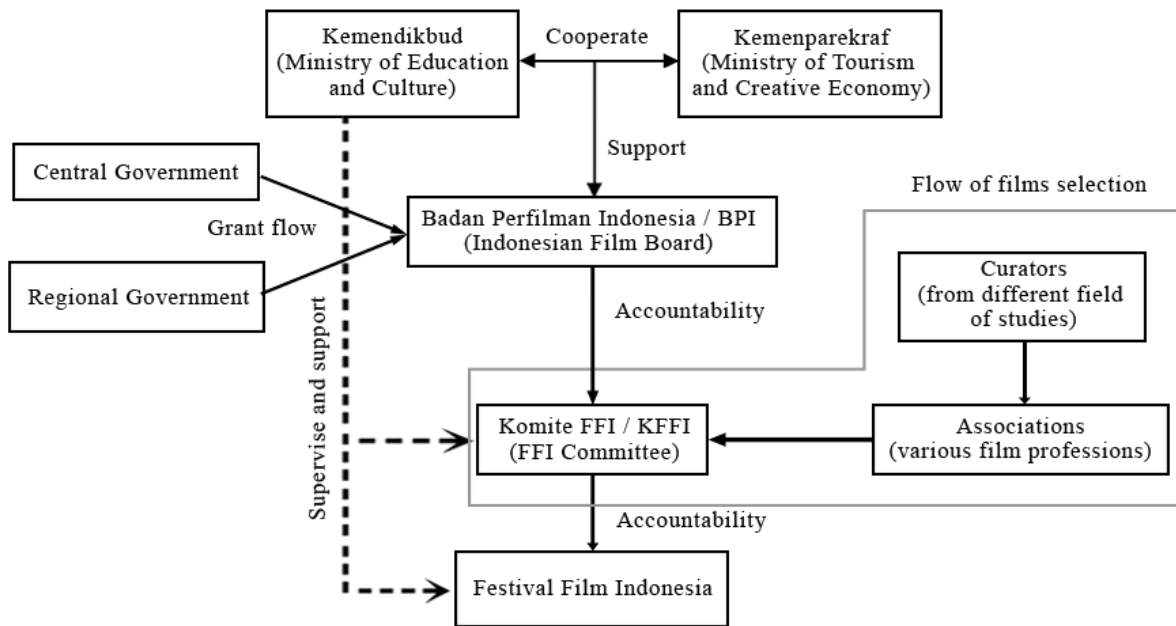 Kemendikbud
(Ministry of Education
and Culture)
Cooperate
Kemenparekraf
(Ministry of Tourism
and Creative Economy)
Support
Central Government
Grant flow
Regional Government
Badan Perfilman Indonesia / BPI
(Indonesian Film Board)
Flow of films selection
Curators
(from different field
of studies)
Accountability
Supervise and support
Komite FFI / KFFI
(FFI Committee)
Associations
(various film professions)
Accountability
Festival Film Indonesia